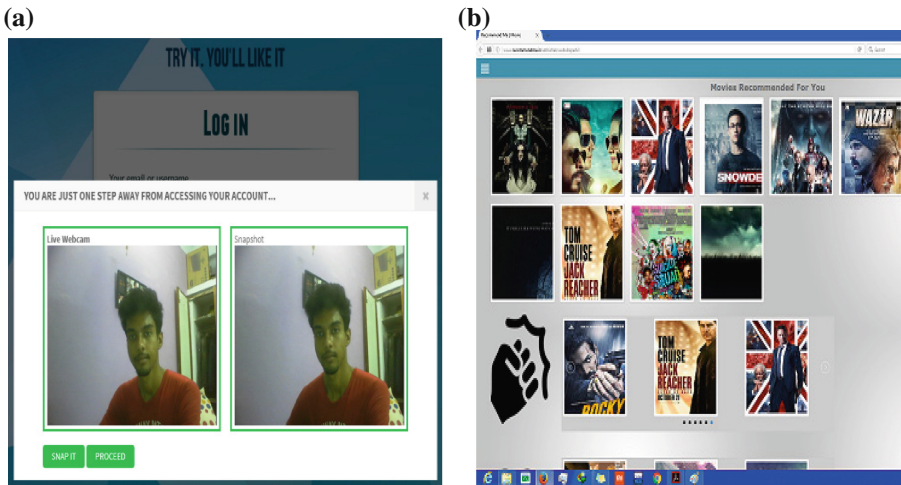 (a)
TRY IT, YOU'LL LIKE IT
LOG IN
Your email or username
YOU ARE JUST ONE STEP AWAY FROM ACCESSING YOUR ACCOUNT...
x
Live Webcam
Snapshot
SNAP IT
PROCEED
(b)
Movies Recommended For You
SNOWDE
WAZIR
TOM
CRUISE
JACK
REACHER
SUICIDE
SQUAD
ROCKY
TOM
CRUISE
JACK
REACHER